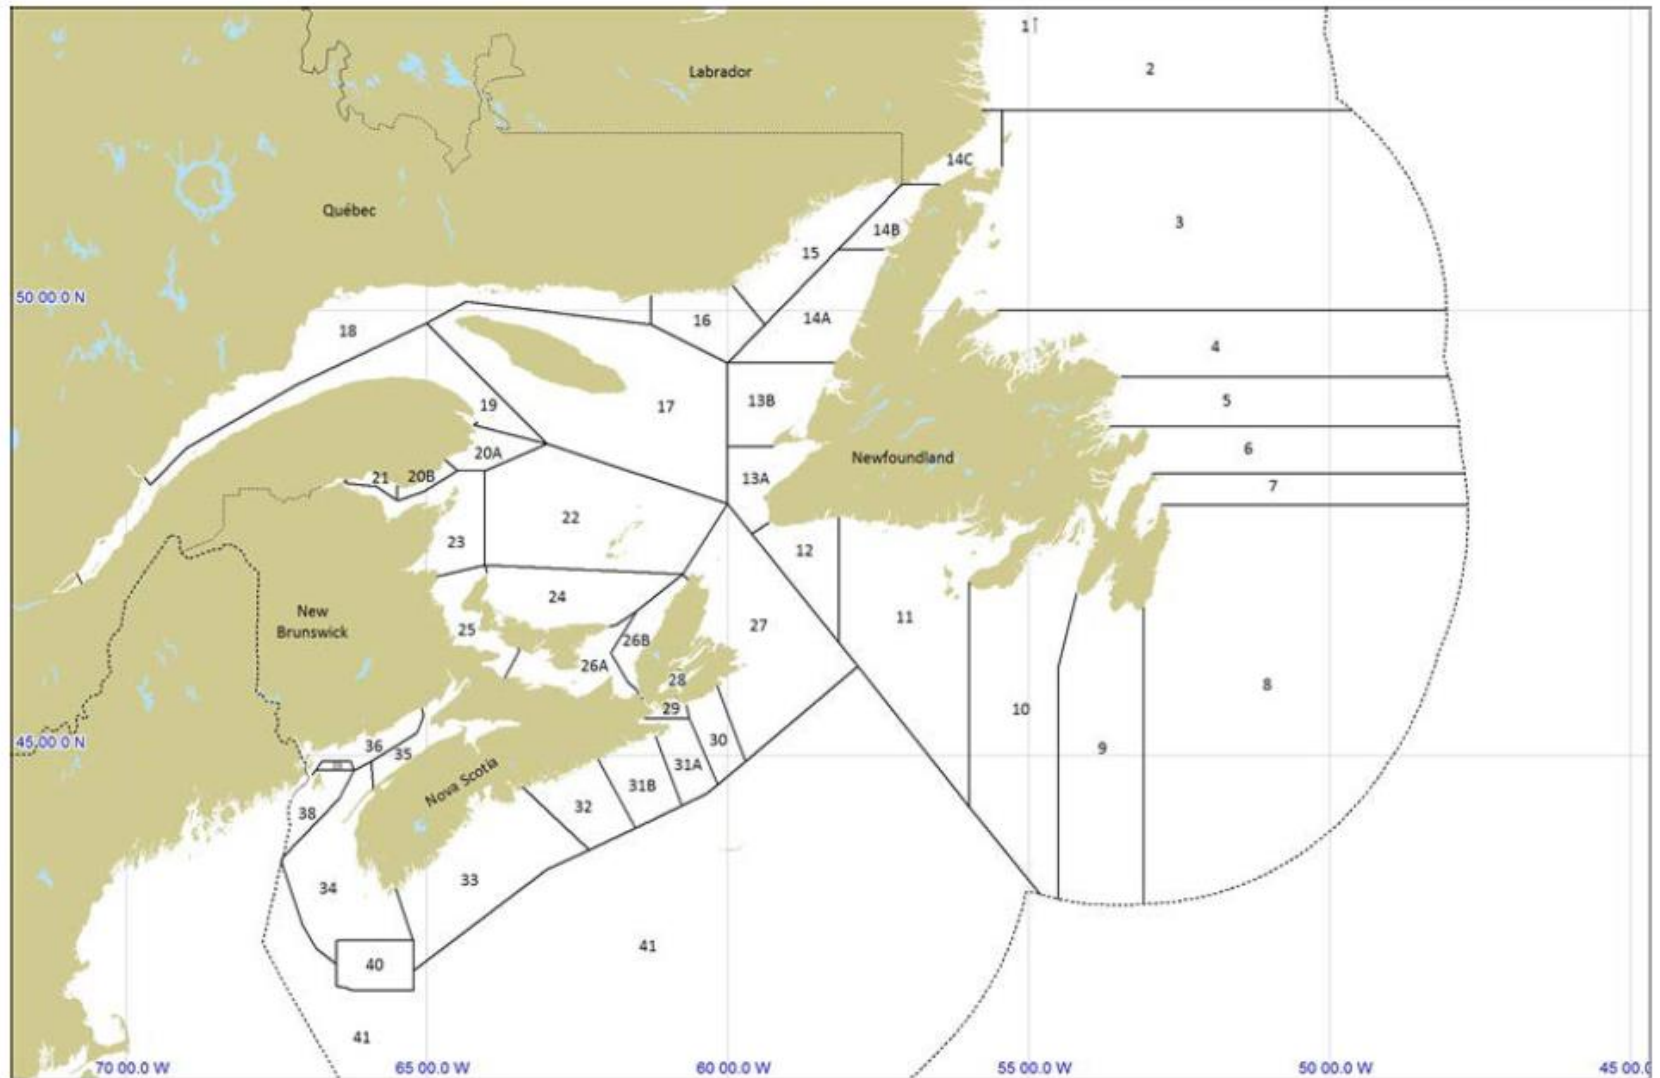 1↑
2
Labrador
14C
Québec
3
14B
15
50 00.0 N
16
14A
18
4
17
13B
5
19
20A
Newfoundland
6
21
20B
13A
7
22
23
12
24
New
Brunswick
25
26B
27
11
26A
28
8
29
10
30
45 00.0 N
36
35
9
31A
Nova Scotia
31B
38
32
33
34
41
40
41
70 00.0 W
65 00.0 W
60 00.0 W
55 00.0 W
50 00.0 W
45 00.